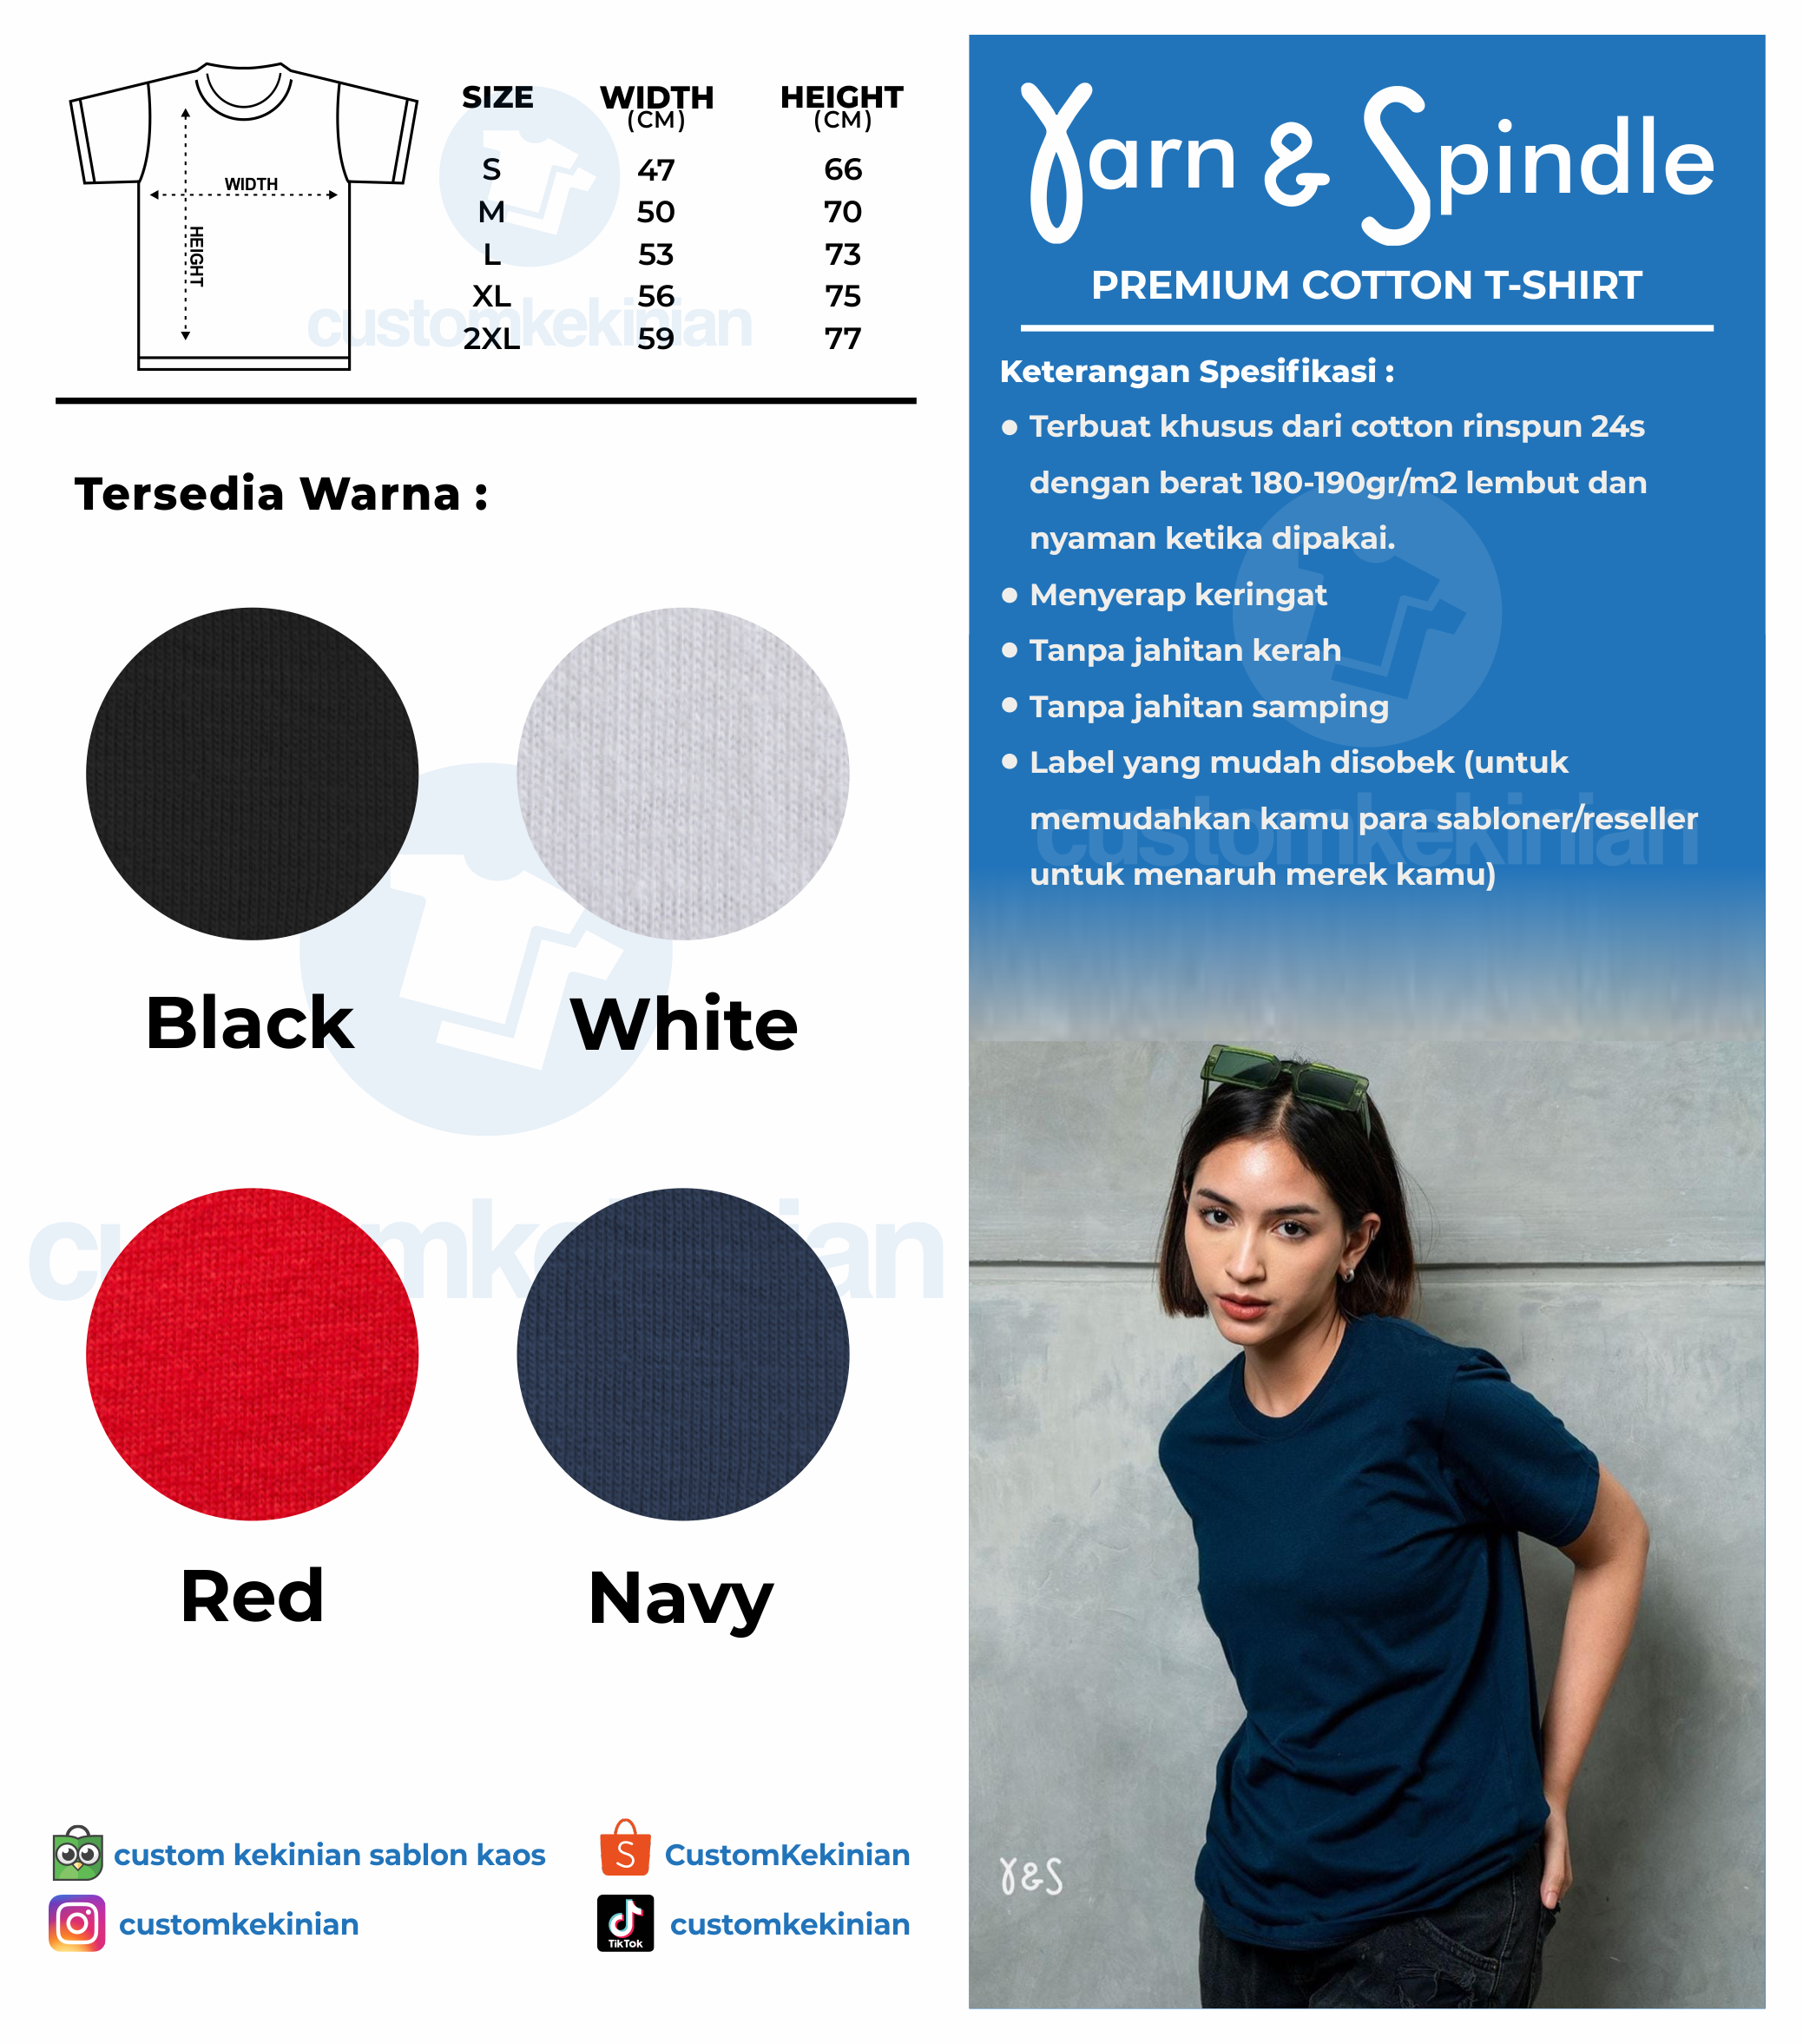 SIZE WIDTH HEIGHT
(CM) (CM)
S 47 66
M 50 70
L 53 73
XL 56 75
2XL 59 77
WIDTH
HEIGHT
customkekinian
Tersedia Warna :
Black White
Red Navy
customkekinian
custom kekinian sablon kaos
CustomKekinian
customkekinian
TikTok
customkekinian
Yarn & Spindle
PREMIUM COTTON T-SHIRT
Keterangan Spesifikasi :
● Terbuat khusus dari cotton rinspun 24s
dengan berat 180-190gr/m2 lembut dan
nyaman ketika dipakai.
● Menyerap keringat
● Tanpa jahitan kerah
● Tanpa jahitan samping
● Label yang mudah disobek (untuk
memudahkan kamu para sabloner/reseller
untuk menaruh merek kamu)
customkekinian
Y&S